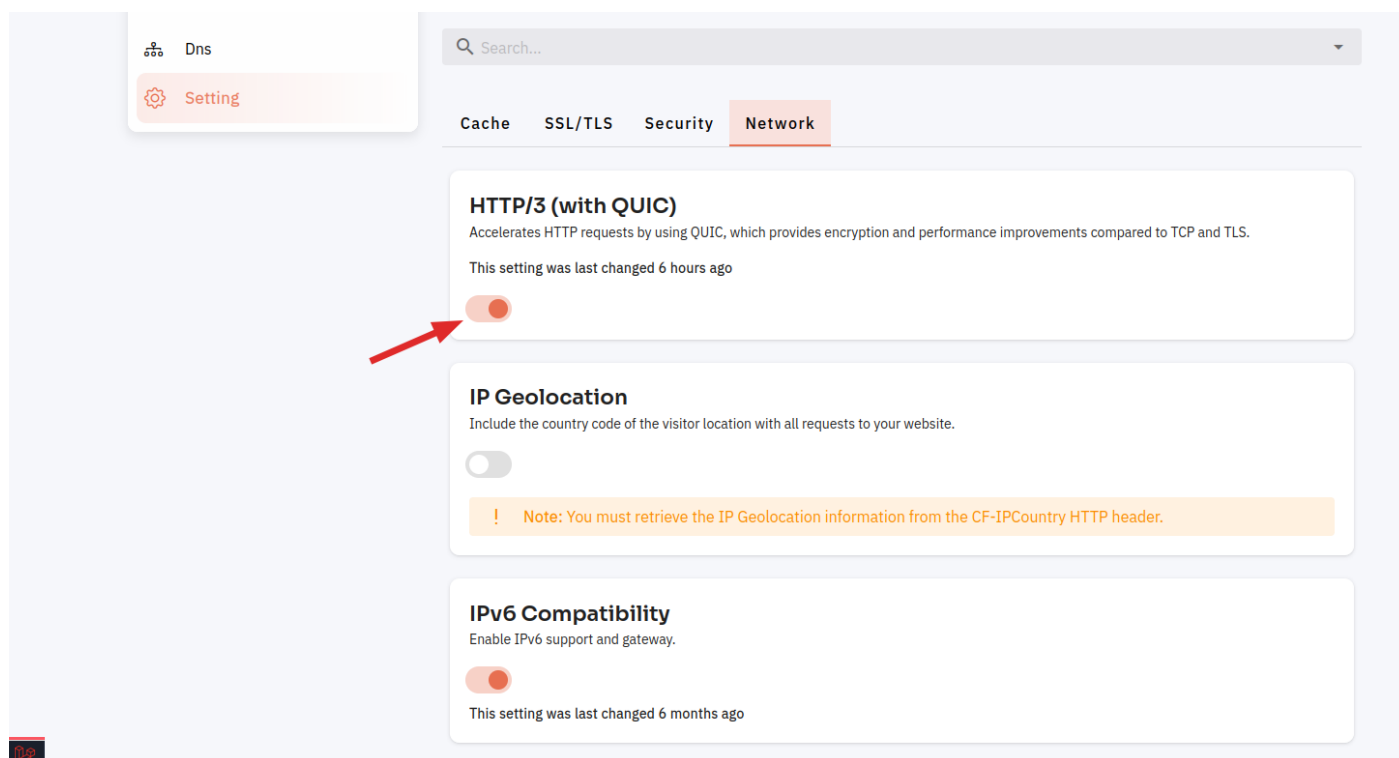 Dns
Setting
Search...
Cache SSL/TLS Security Network
HTTP/3 (with QUIC)
Accelerates HTTP requests by using QUIC, which provides encryption and performance improvements compared to TCP and TLS.
This setting was last changed 6 hours ago
IP Geolocation
Include the country code of the visitor location with all requests to your website.
! Note: You must retrieve the IP Geolocation information from the CF-IPCountry HTTP header.
IPv6 Compatibility
Enable IPv6 support and gateway.
This setting was last changed 6 months ago